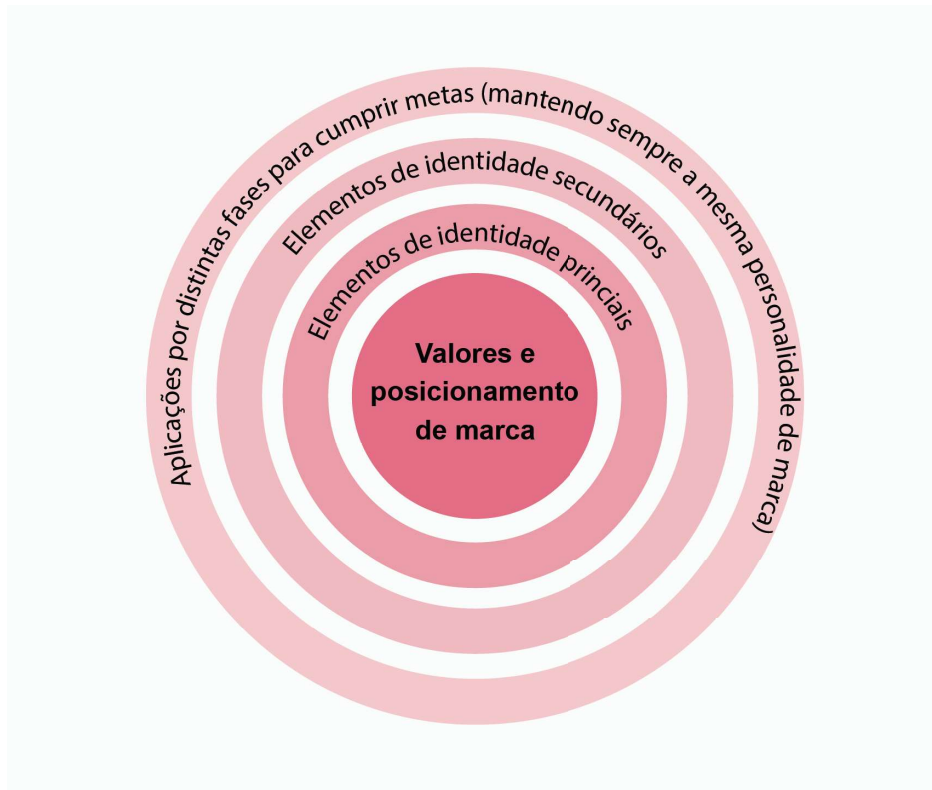 Aplicações por distintas fases para cumprir metas (mantendo sempre a mesma personalidade de marca)
Elementos de identidade secundários
Elementos de identidade princiais
Valores e
posicionamento
de marca